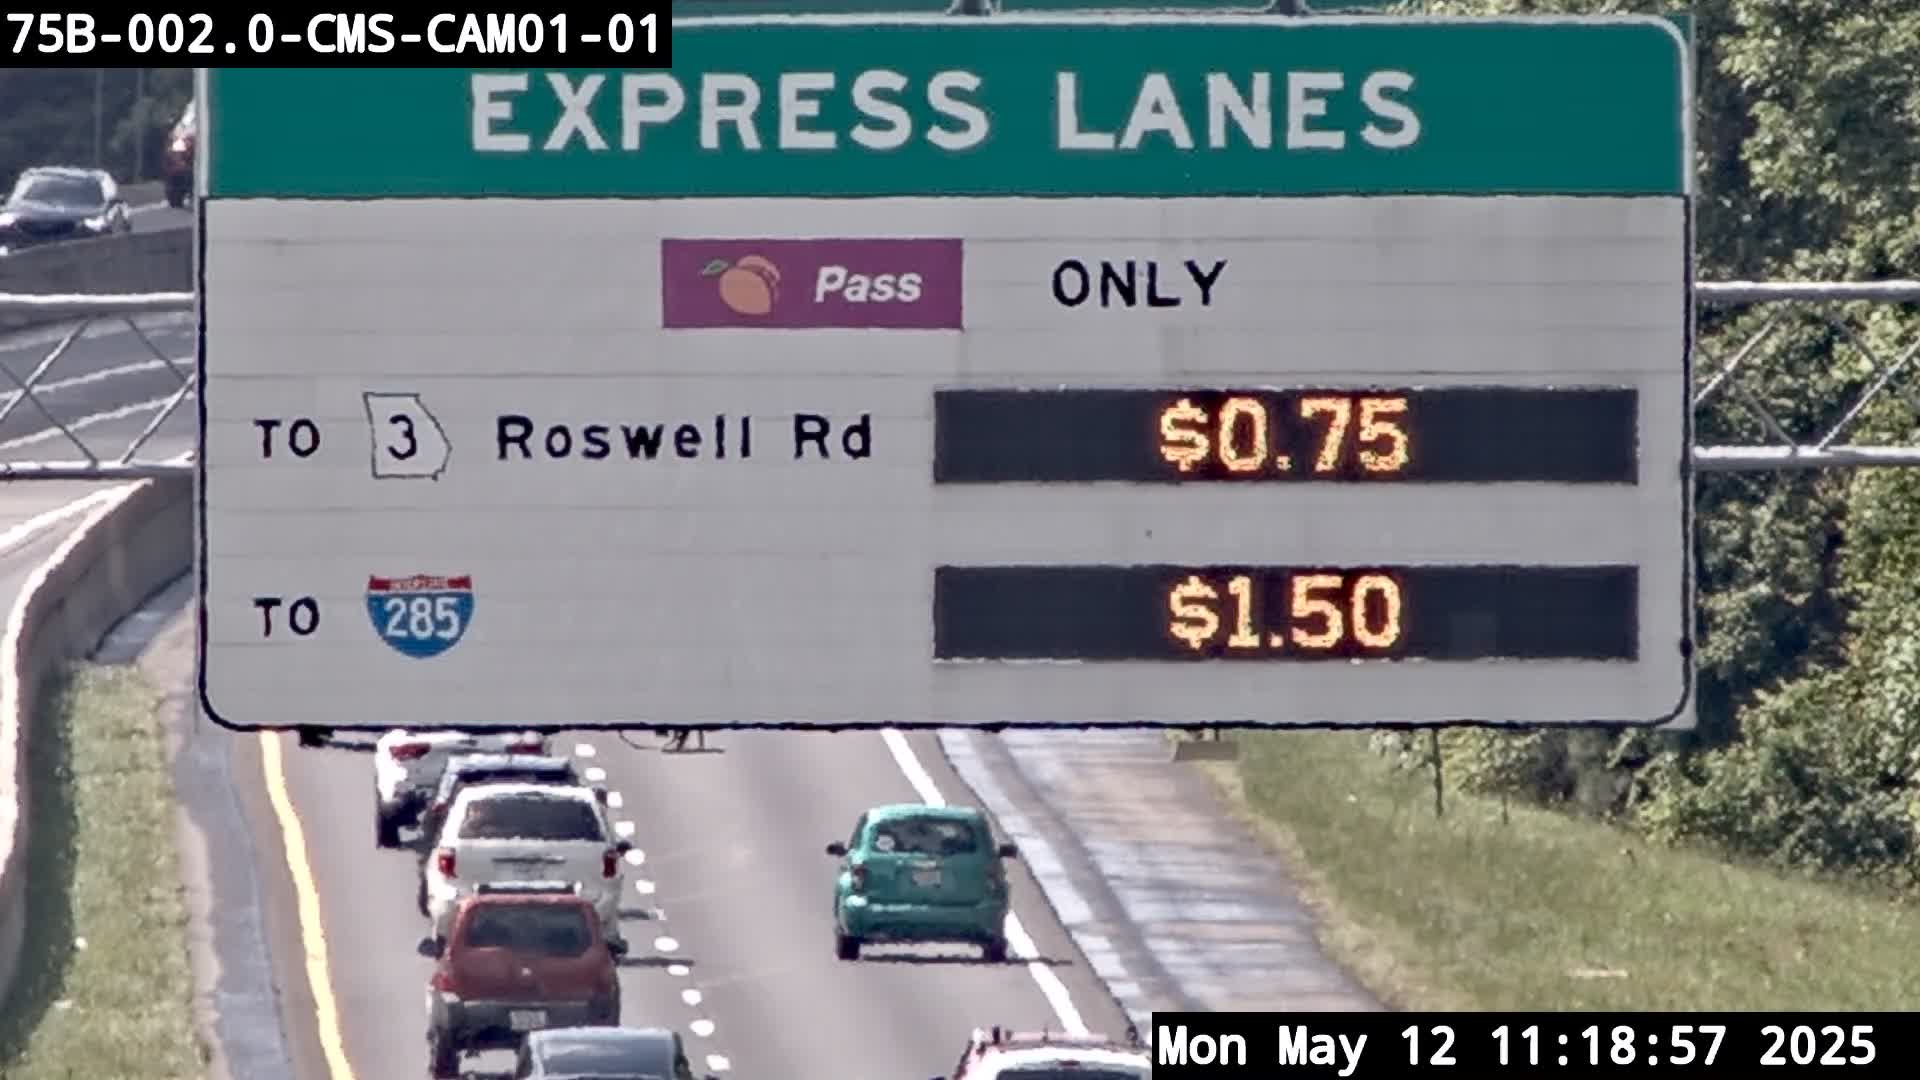 75B-002.0-CMS-CAM01-01
EXPRESS LANES
Pass ONLY
TO 3 Roswell Rd $0.75
INTERSTATE
TO 285 $1.50
Mon May 12 11:18:57 2025